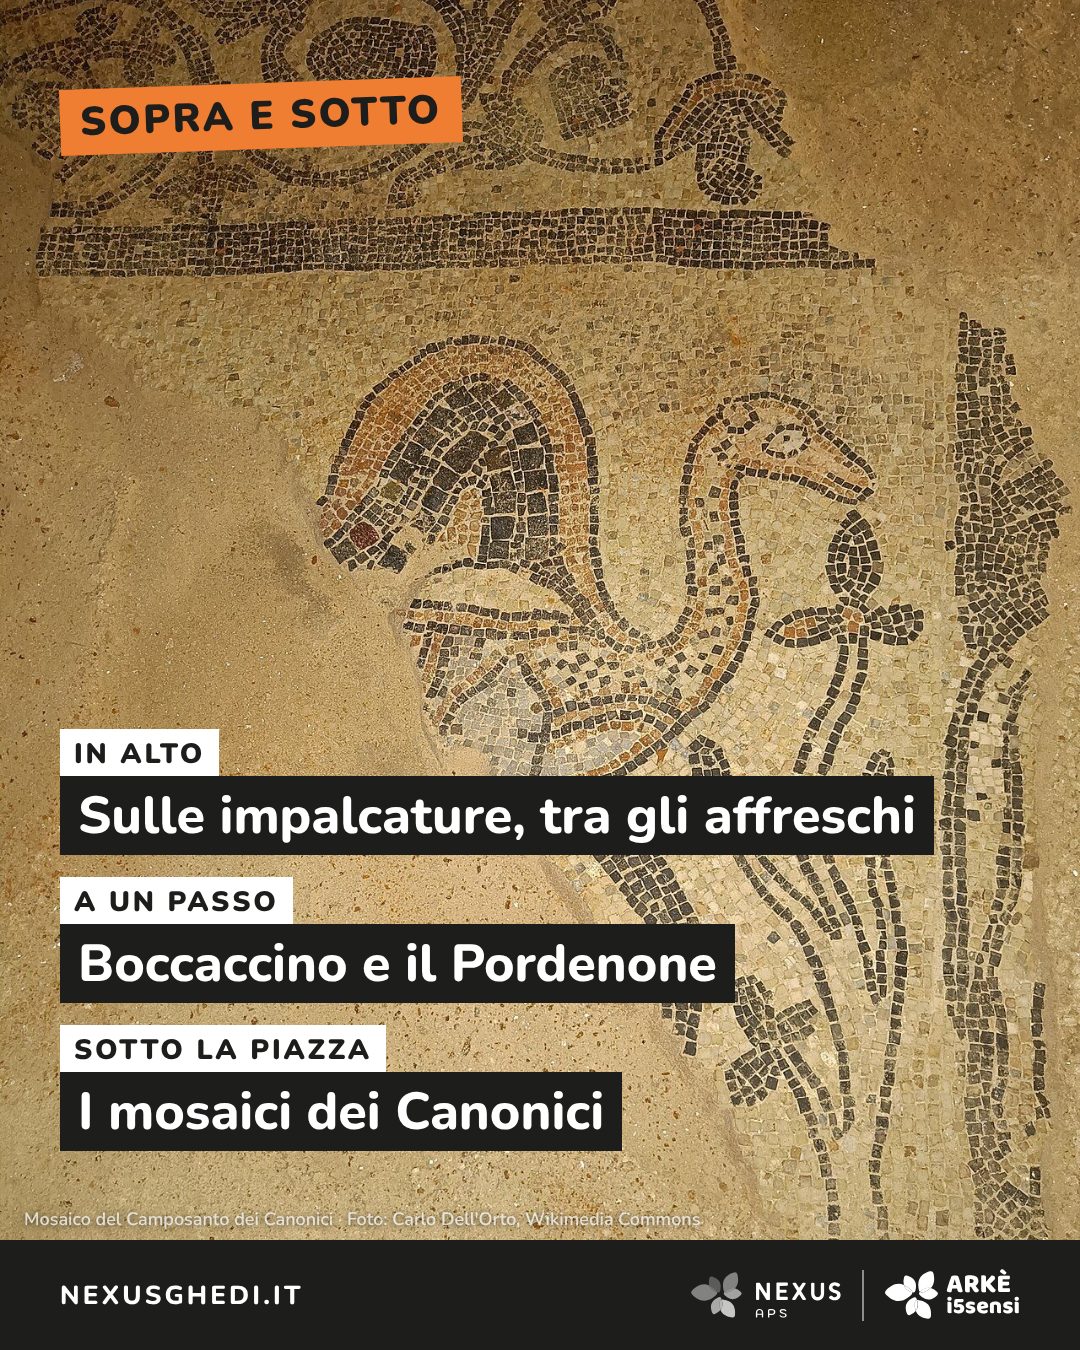 SOPRA E SOTTO
IN ALTO
Sulle impalcature, tra gli affreschi
A UN PASSO
Boccaccino e il Pordenone
SOTTO LA PIAZZA
I mosaici dei Canonici
Mosaico del Camposanto dei Canonici · Foto: Carlo Dell'Orto, Wikimedia Commons
NEXUSGHEDI.IT
NEXUS
APS
ARKÈ
i5sensi